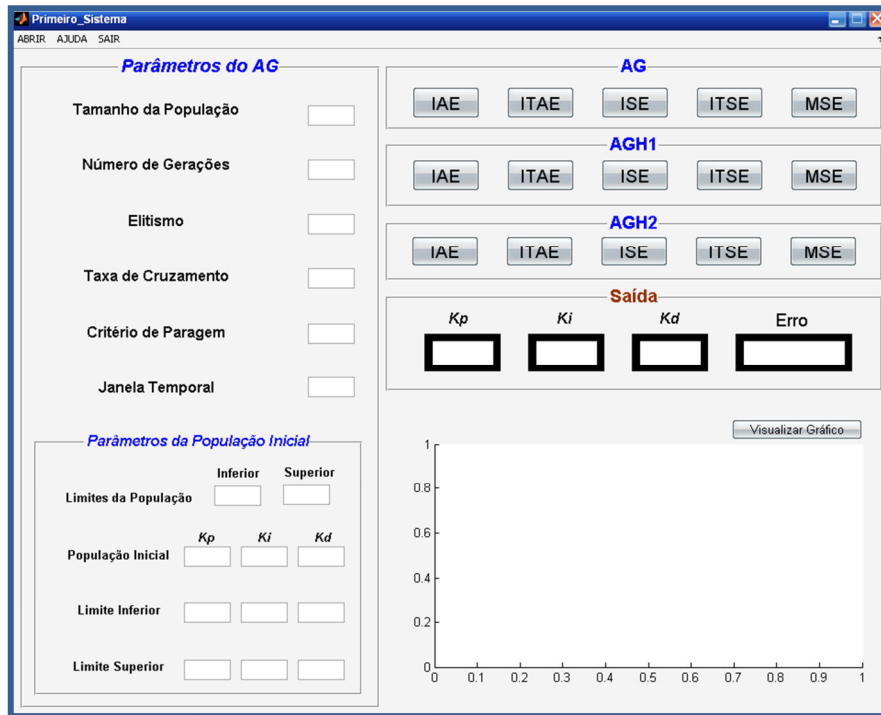 Primeiro_Sistema
ABRIR AJUDA SAIR
Parâmetros do AG
Tamanho da População
Número de Gerações
Elitismo
Taxa de Cruzamento
Critério de Paragem
Janela Temporal
Parâmetros da População Inicial
Inferior Superior
Limites da População
Kp Ki Kd
População Inicial
Limite Inferior
Limite Superior
AG
IAE ITAE ISE ITSE MSE
AGH1
IAE ITAE ISE ITSE MSE
AGH2
IAE ITAE ISE ITSE MSE
Saída
Kp Ki Kd Erro
Visualizar Gráfico
1
0.8
0.6
0.4
0.2
0
0 0.1 0.2 0.3 0.4 0.5 0.6 0.7 0.8 0.9 1